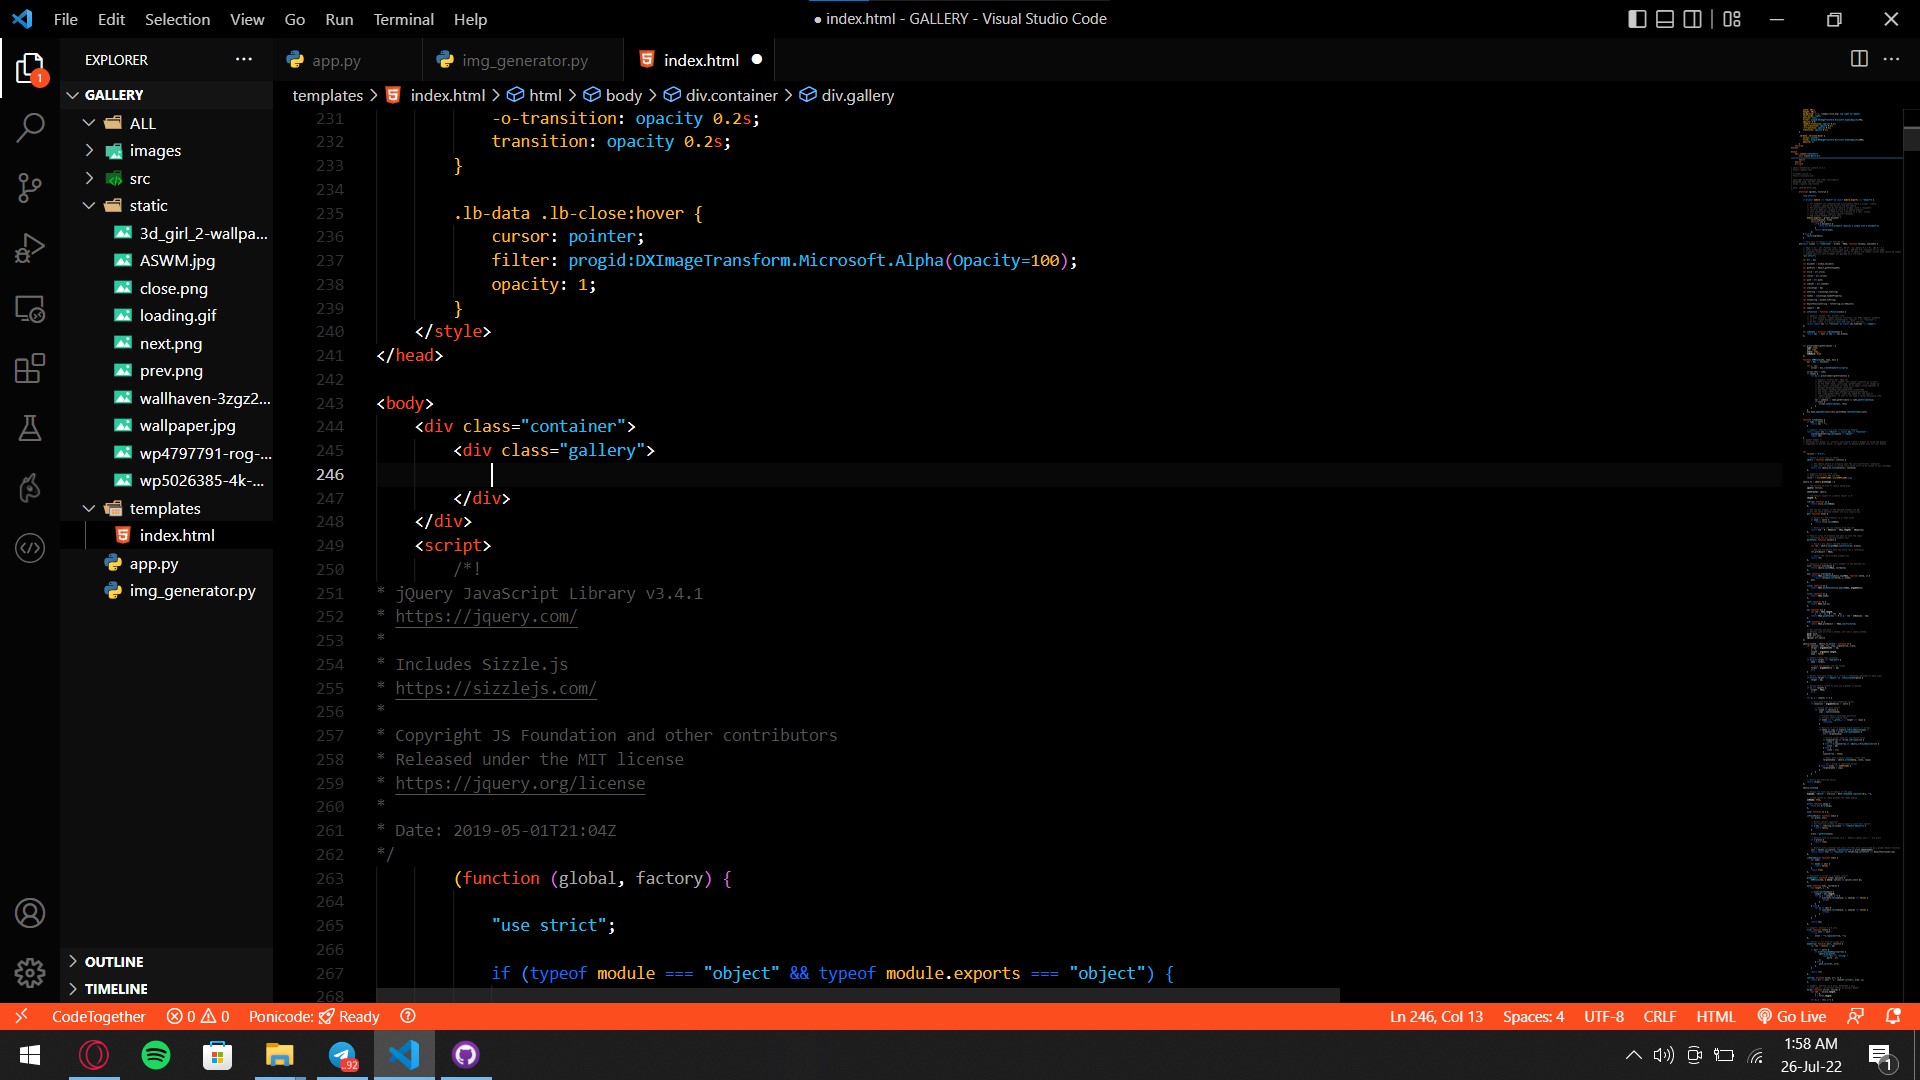 File Edit Selection View Go Run Terminal Help
● index.html - GALLERY - Visual Studio Code
EXPLORER
app.py
img_generator.py
index.html
1
GALLERY
templates > index.html > html > body > div.container > div.gallery
ALL
images
src
static
3d_girl_2-wallpa...
ASWM.jpg
close.png
loading.gif
next.png
prev.png
wallhaven-3zgz2...
wallpaper.jpg
wp4797791-rog-...
wp5026385-4k-...
templates
index.html
app.py
img_generator.py
OUTLINE
TIMELINE
231 -o-transition: opacity 0.2s;
232 transition: opacity 0.2s;
233 }
234
235 .lb-data .lb-close:hover {
236 cursor: pointer;
237 filter: progid:DXImageTransform.Microsoft.Alpha(Opacity=100);
238 opacity: 1;
239 }
240 </style>
241 </head>
242
243 <body>
244 <div class="container">
245 <div class="gallery">
246
247 </div>
248 </div>
249 <script>
250 /*!
251 * jQuery JavaScript Library v3.4.1
252 * https://jquery.com/
253 *
254 * Includes Sizzle.js
255 * https://sizzlejs.com/
256 *
257 * Copyright JS Foundation and other contributors
258 * Released under the MIT license
259 * https://jquery.org/license
260 *
261 * Date: 2019-05-01T21:04Z
262 */
263 (function (global, factory) {
264
265 "use strict";
266
267 if (typeof module === "object" && typeof module.exports === "object") {
268
CodeTogether 0 0 Ponicode: Ready
Ln 246, Col 13 Spaces: 4 UTF-8 CRLF HTML Go Live
92
1:58 AM
26-Jul-22
1